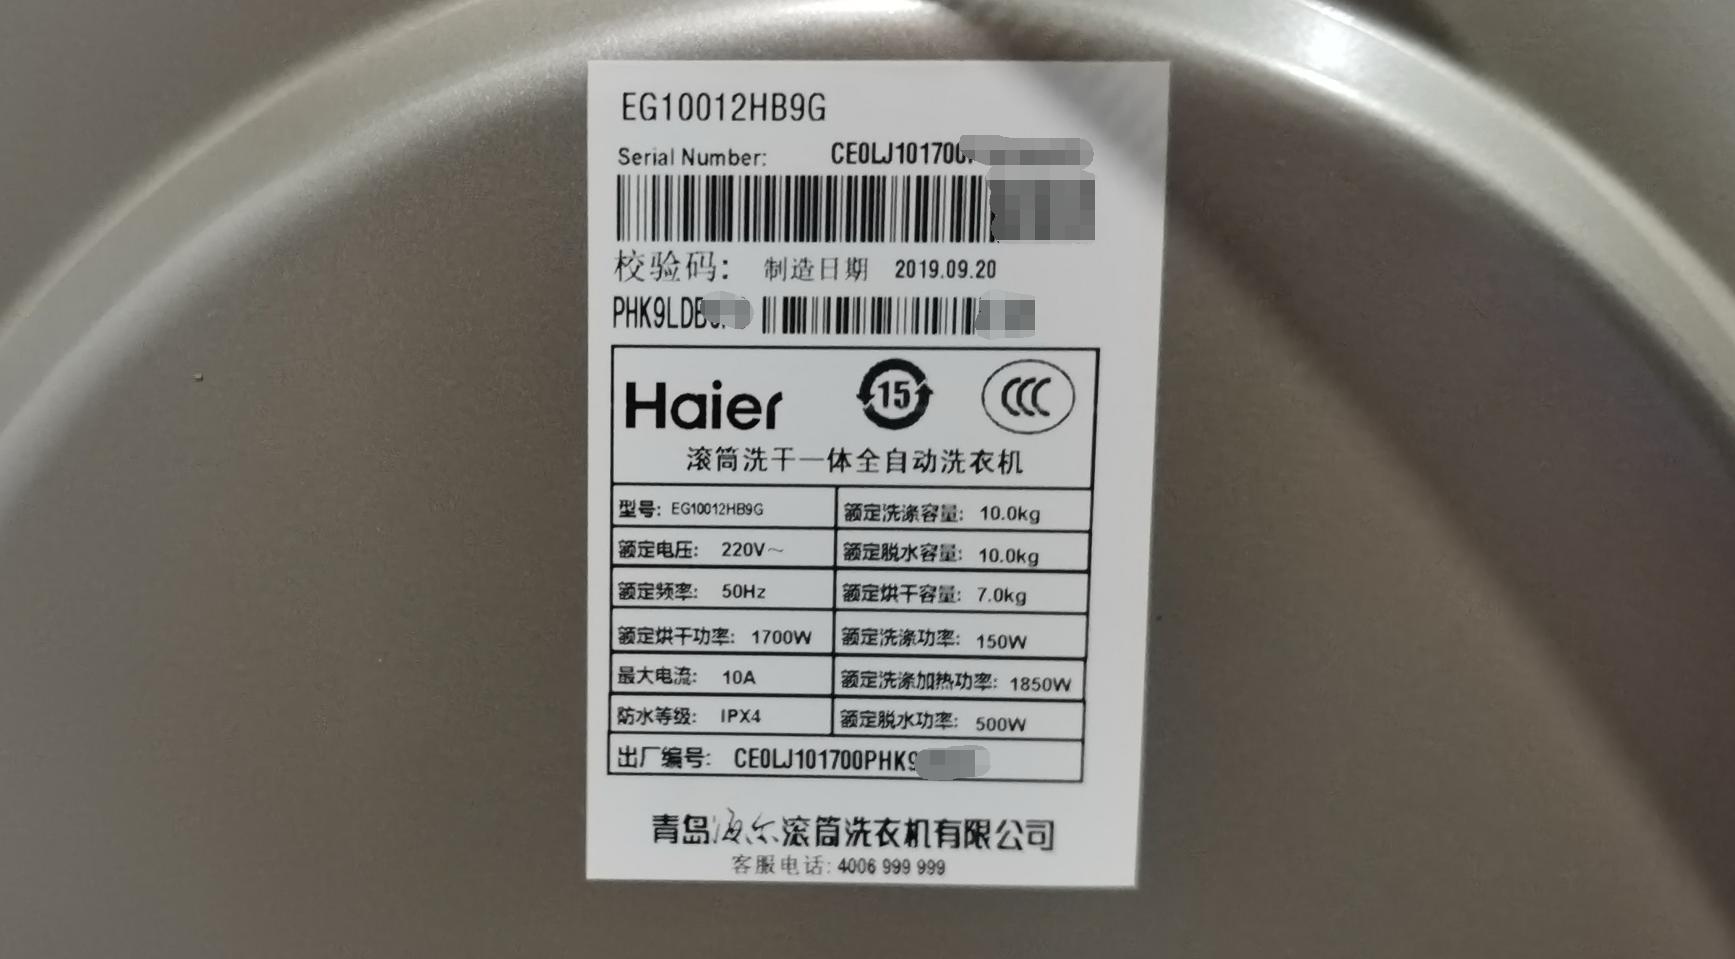 EG10012HB9G
Serial Number: CE0LJ101700
校验码: 制造日期 2019.09.20
PHK9LDB
Haier 15 CCC
滚筒洗干一体全自动洗衣机
型号: EG10012HB9G 额定洗涤容量: 10.0kg
额定电压: 220V～ 额定脱水容量: 10.0kg
额定频率: 50Hz 额定烘干容量: 7.0kg
额定烘干功率: 1700W 额定洗涤功率: 150W
最大电流: 10A 额定洗涤加热功率: 1850W
防水等级: IPX4 额定脱水功率: 500W
出厂编号: CE0LJ101700PHK9
青岛海尔滚筒洗衣机有限公司
客服电话: 4006 999 999